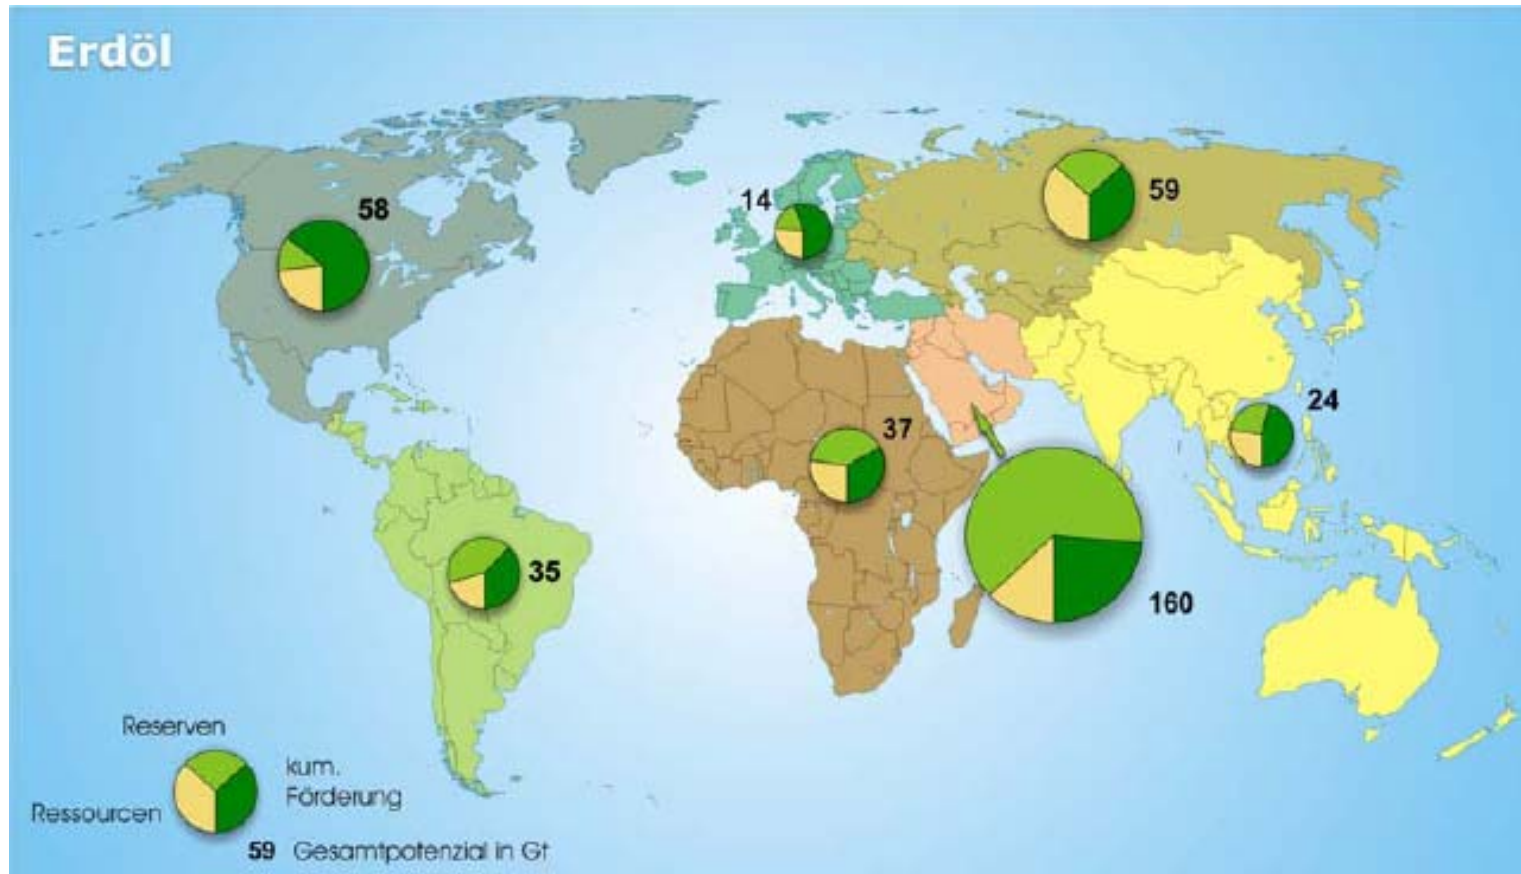 Erdöl
58
14
59
24
37
35
160
Reserven
kum.
Förderung
Ressourcen
59 Gesamtpotenzial in Gt